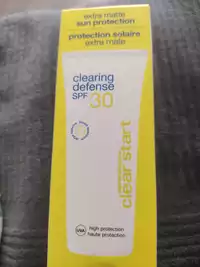 extra matte
sun protection
protection solaire
extra mate
clearing
defense
SPF 30
clear start
UVA
high protection
haute protection